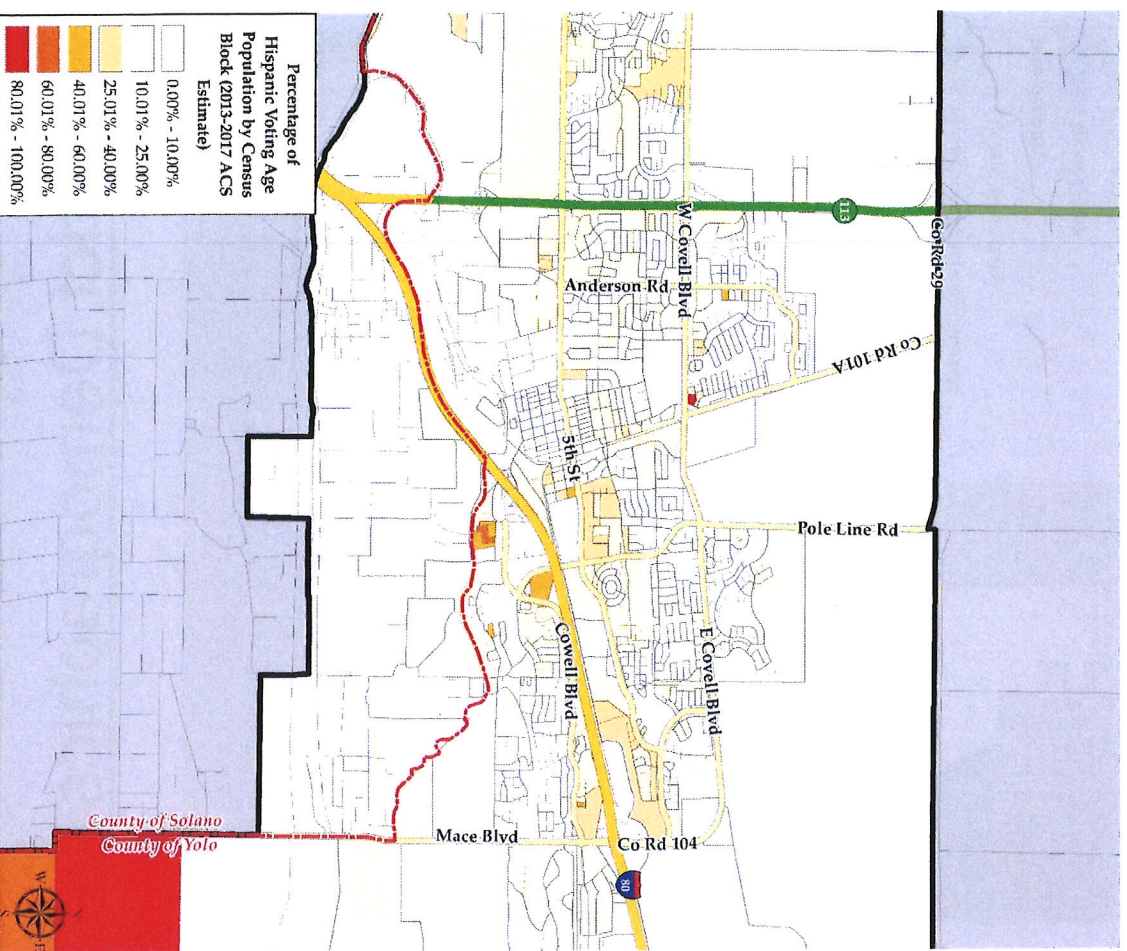 Percentage of
Hispanic Voting Age
Population by Census
Block (2013-2017 ACS
Estimate)
0.00% - 10.00%
10.01% - 25.00%
25.01% - 40.00%
40.01% - 60.00%
60.01% - 80.00%
80.01% - 100.00%
113
Co Rd 29
W Covell Blvd
Anderson Rd
Co Rd 101A
5th St
Pole Line Rd
E Covell Blvd
Cowell Blvd
Mace Blvd
Co Rd 104
80
County of Solano
County of Yolo
N
W
E
S